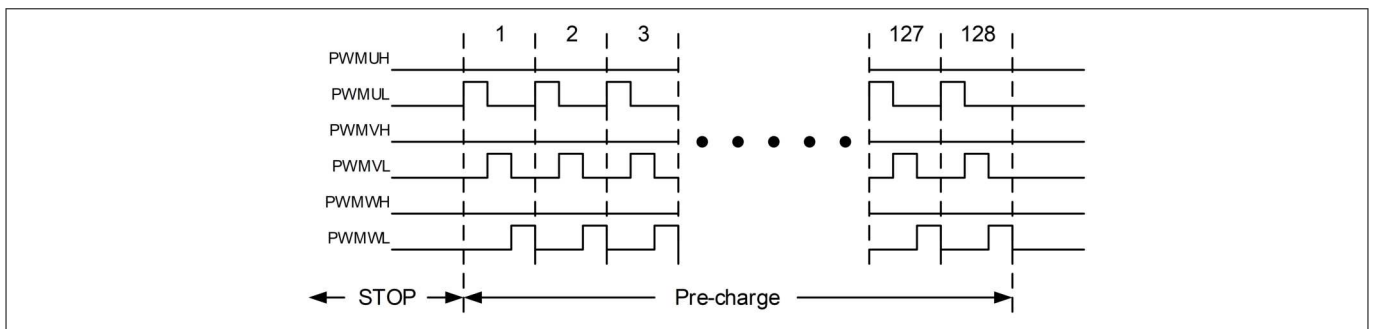 1 2 3 127 128
PWMUH
PWMUL
PWMVH
PWMVL
PWMWH
PWMWL
STOP Pre-charge